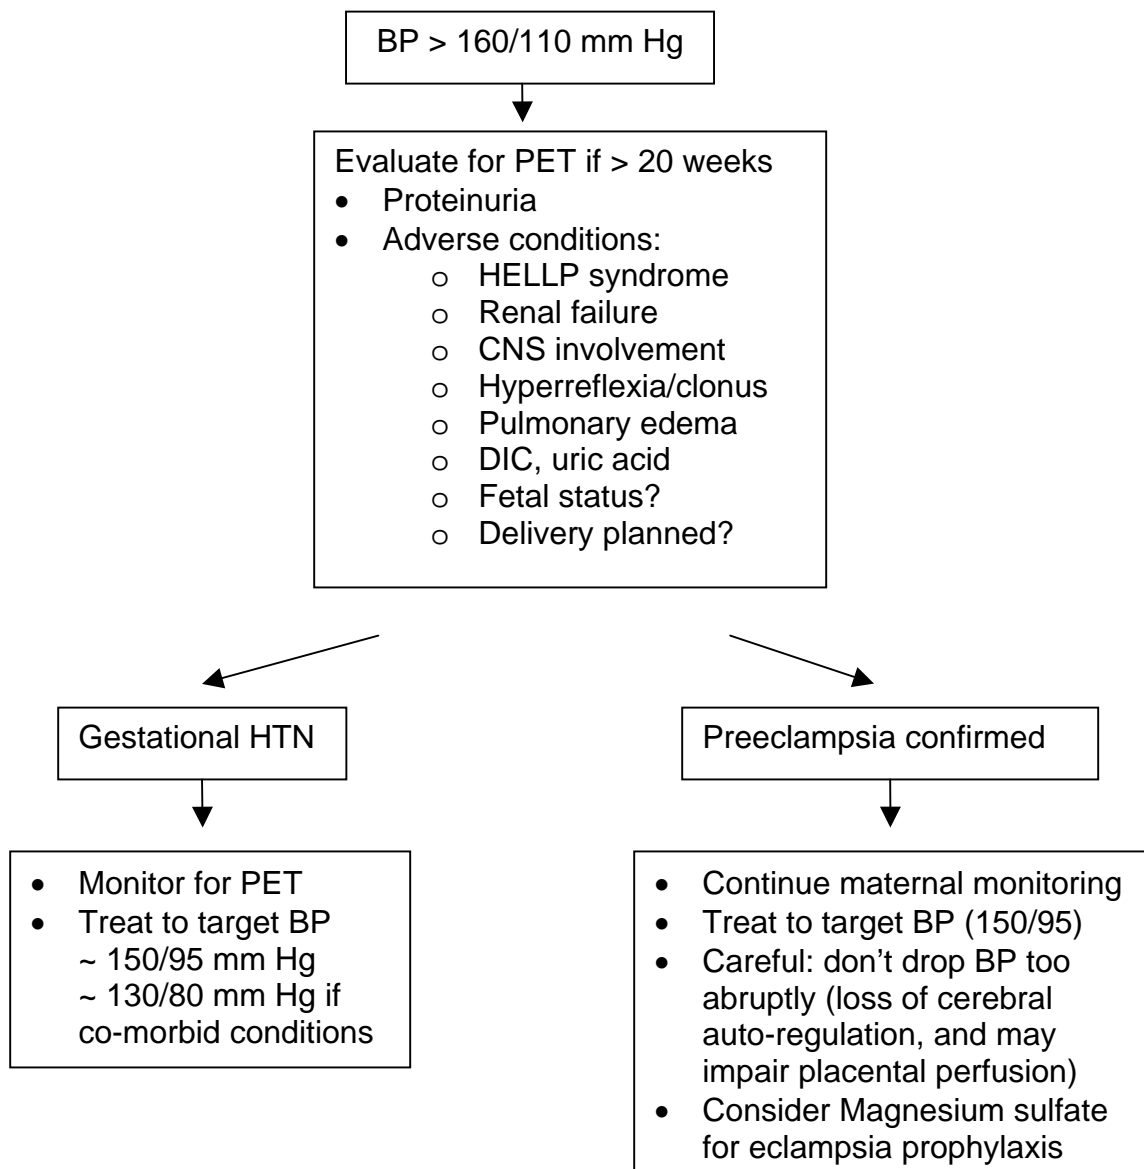 BP > 160/110 mm Hg
Evaluate for PET if > 20 weeks
• Proteinuria
• Adverse conditions:
o HELLP syndrome
o Renal failure
o CNS involvement
o Hyperreflexia/clonus
o Pulmonary edema
o DIC, uric acid
o Fetal status?
o Delivery planned?
Gestational HTN
• Monitor for PET
• Treat to target BP
~ 150/95 mm Hg
~ 130/80 mm Hg if
co-morbid conditions
Preeclampsia confirmed
• Continue maternal monitoring
• Treat to target BP (150/95)
• Careful: don’t drop BP too
abruptly (loss of cerebral
auto-regulation, and may
impair placental perfusion)
• Consider Magnesium sulfate
for eclampsia prophylaxis